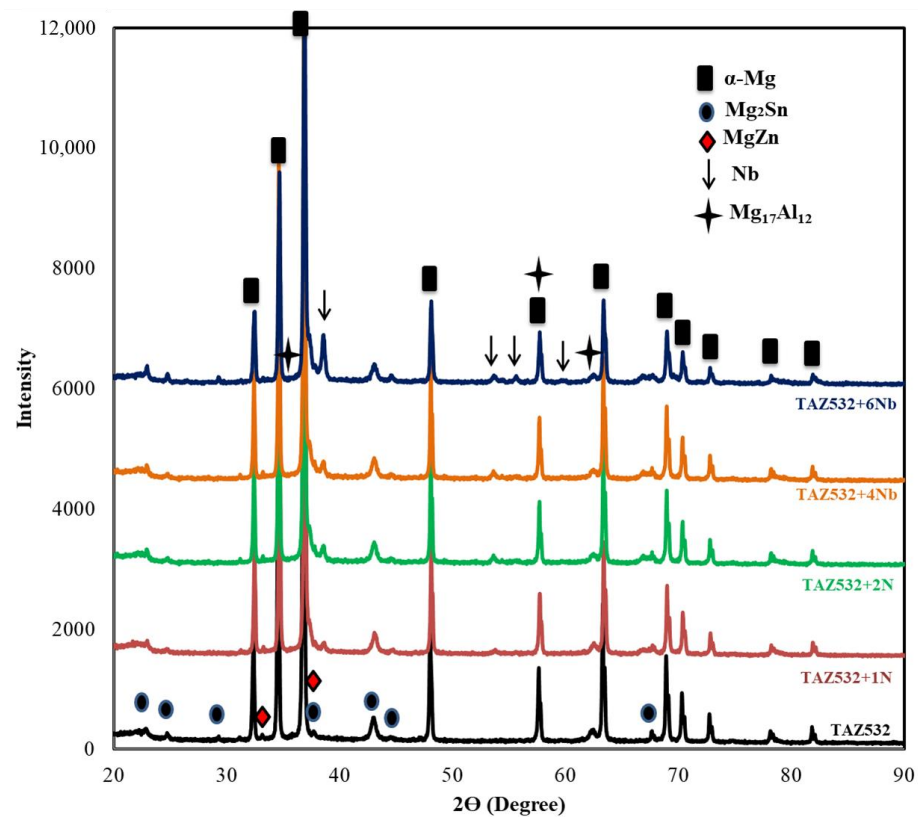 12,000
10,000
8000
6000
4000
2000
0
Intensity
α-Mg
Mg₂Sn
MgZn
Nb
Mg₁₇Al₁₂
TAZ532+6Nb
TAZ532+4Nb
TAZ532+2N
TAZ532+1N
TAZ532
20 30 40 50 60 70 80 90
2ϴ (Degree)